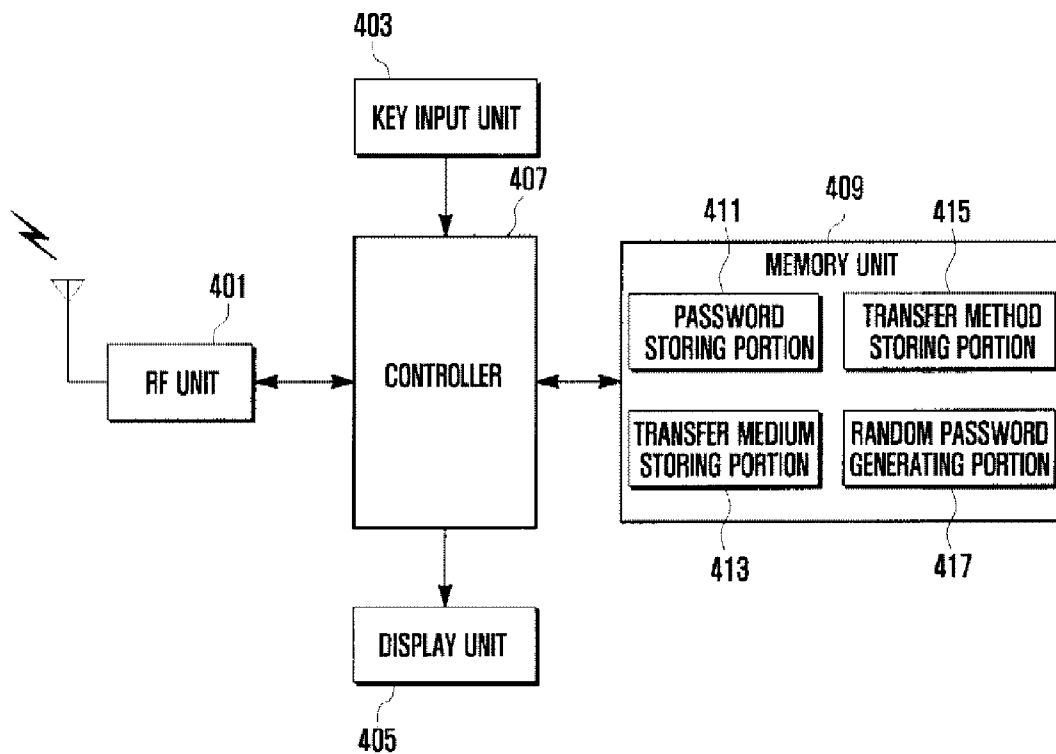 403
KEY INPUT UNIT
407
409
411
415
MEMORY UNIT
401
PASSWORD
STORING PORTION
TRANSFER METHOD
STORING PORTION
RF UNIT
CONTROLLER
TRANSFER MEDIUM
STORING PORTION
RANDOM PASSWORD
GENERATING PORTION
413
417
DISPLAY UNIT
405